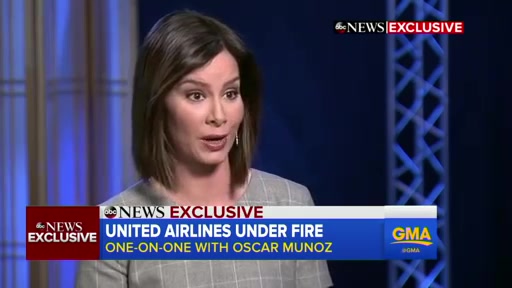 abc NEWS EXCLUSIVE
abc NEWS EXCLUSIVE
abc NEWS EXCLUSIVE
UNITED AIRLINES UNDER FIRE
ONE-ON-ONE WITH OSCAR MUNOZ
GMA
@GMA